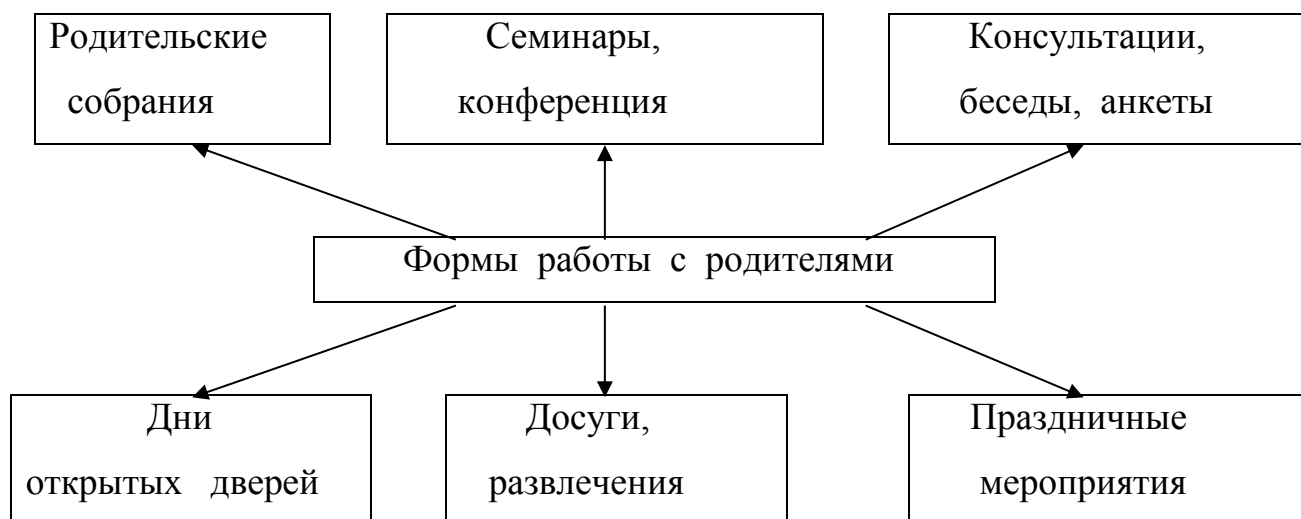 Родительские
собрания
Семинары,
конференция
Консультации,
беседы, анкеты
Формы работы с родителями
Дни
открытых дверей
Досуги,
развлечения
Праздничные
мероприятия